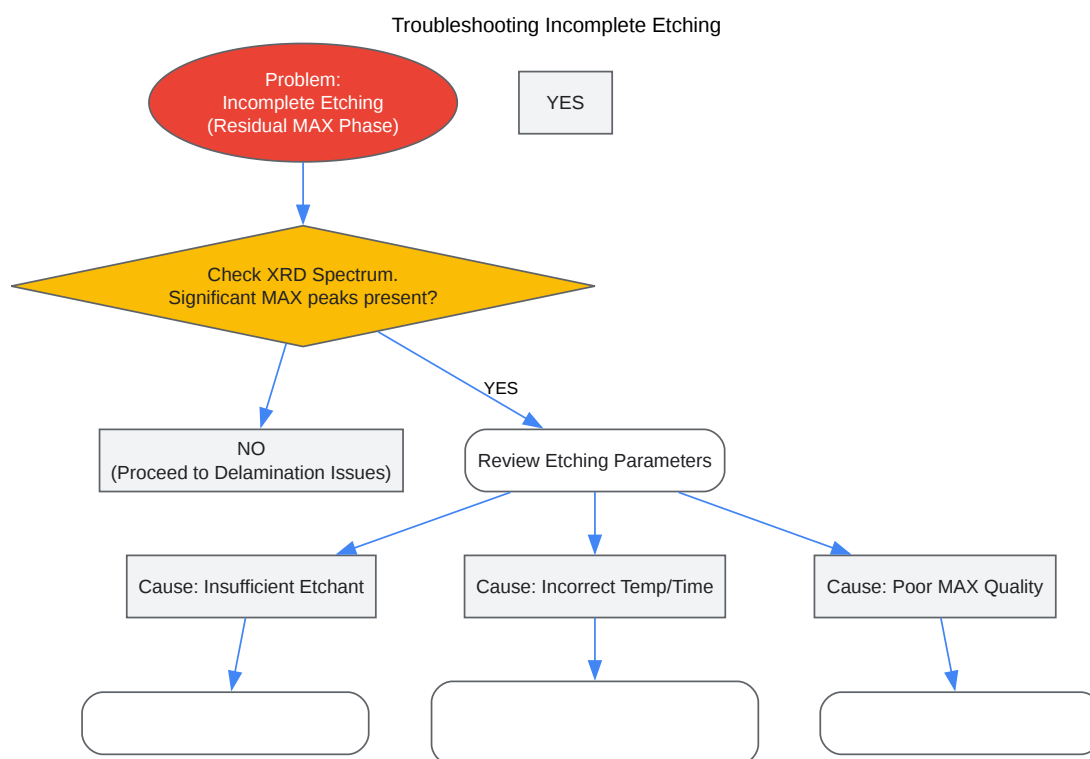 Troubleshooting Incomplete Etching
Problem:
Incomplete Etching
(Residual MAX Phase)
YES
Check XRD Spectrum.
Significant MAX peaks present?
YES
NO
(Proceed to Delamination Issues)
Review Etching Parameters
Cause: Insufficient Etchant
Cause: Incorrect Temp/Time
Cause: Poor MAX Quality